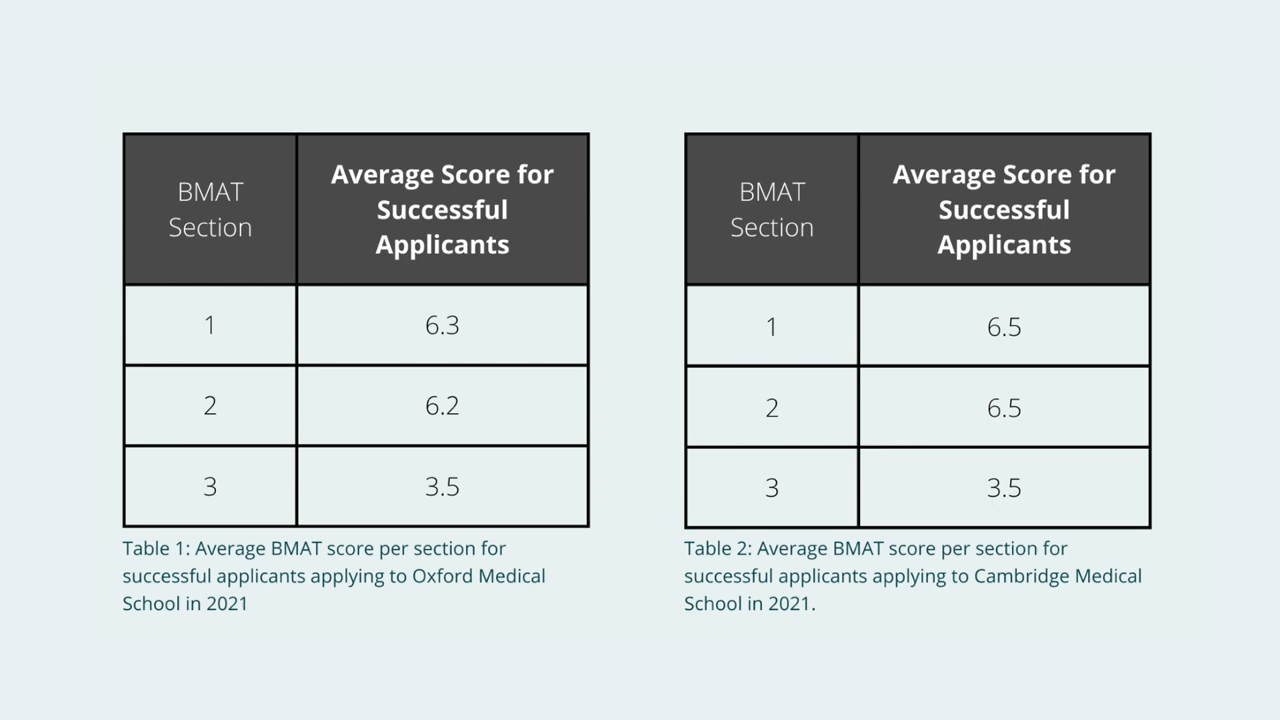 BMAT
Section
Average Score for
Successful
Applicants
1
6.3
2
6.2
3
3.5
Table 1: Average BMAT score per section for
successful applicants applying to Oxford Medical
School in 2021
BMAT
Section
Average Score for
Successful
Applicants
1
6.5
2
6.5
3
3.5
Table 2: Average BMAT score per section for
successful applicants applying to Cambridge Medical
School in 2021.